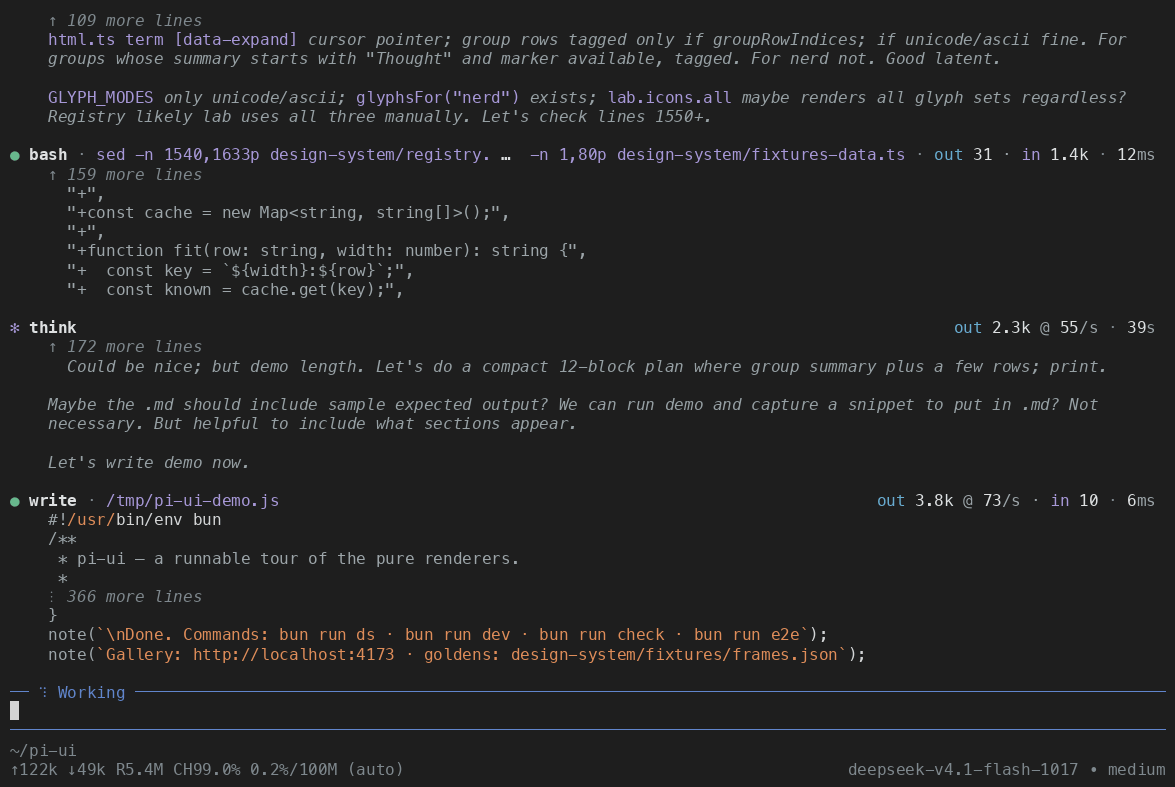 ↑ 109 more lines
html.ts term [data-expand] cursor pointer; group rows tagged only if groupRowIndices; if unicode/ascii fine. For
groups whose summary starts with "Thought" and marker available, tagged. For nerd not. Good latent.
GLYPH_MODES only unicode/ascii; glyphsFor("nerd") exists; lab.icons.all maybe renders all glyph sets regardless?
Registry likely lab uses all three manually. Let's check lines 1550+.
● bash · sed -n 1540,1633p design-system/registry. … -n 1,80p design-system/fixtures-data.ts · out 31 · in 1.4k · 12ms
↑ 159 more lines
"+",
"+const cache = new Map<string, string[]>();",
"+",
"+function fit(row: string, width: number): string {",
"+  const key = `${width}:${row}`;",
"+  const known = cache.get(key);",
✻ think out 2.3k @ 55/s · 39s
↑ 172 more lines
Could be nice; but demo length. Let's do a compact 12-block plan where group summary plus a few rows; print.
Maybe the .md should include sample expected output? We can run demo and capture a snippet to put in .md? Not
necessary. But helpful to include what sections appear.
Let's write demo now.
● write · /tmp/pi-ui-demo.js out 3.8k @ 73/s · in 10 · 6ms
#!/usr/bin/env bun
/**
 * pi-ui — a runnable tour of the pure renderers.
 *
⋮ 366 more lines
}
note(`\nDone. Commands: bun run ds · bun run dev · bun run check · bun run e2e`);
note(`Gallery: http://localhost:4173 · goldens: design-system/fixtures/frames.json`);
Working
~/pi-ui
↑122k ↓49k R5.4M CH99.0% 0.2%/100M (auto) deepseek-v4.1-flash-1017 • medium